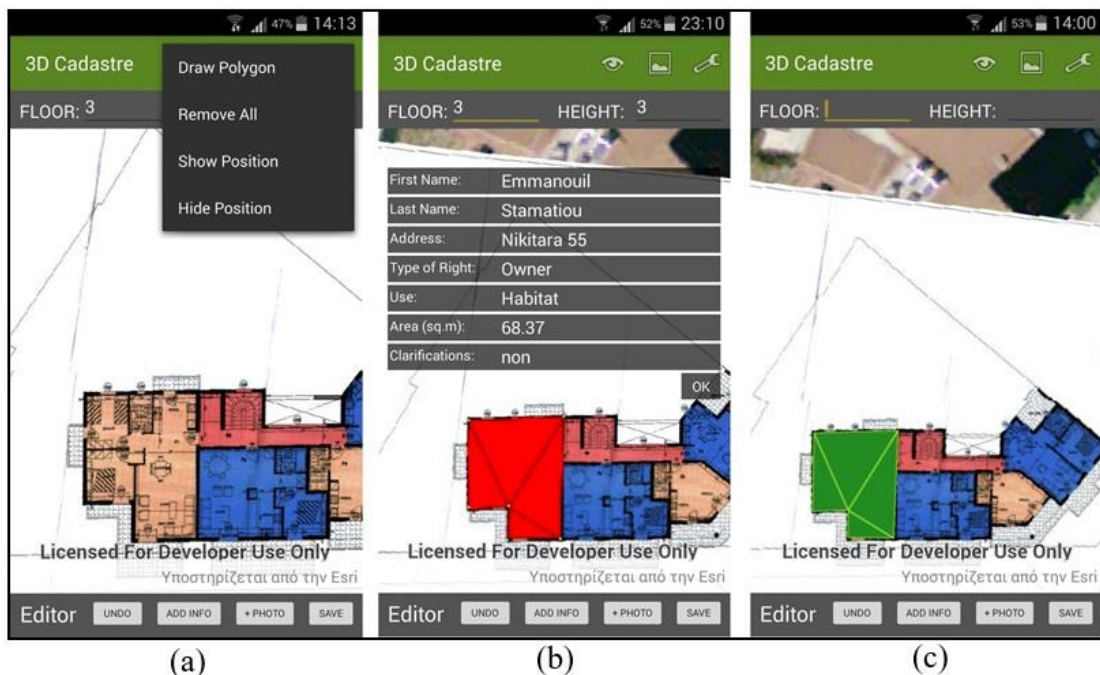 47% 14:13
3D Cadastre
Draw Polygon
Remove All
Show Position
Hide Position
FLOOR: 3
Licensed For Developer Use Only
Υποστηρίζεται από την Esri
Editor UNDO ADD INFO + PHOTO SAVE
(a)
52% 23:10
3D Cadastre
FLOOR: 3 HEIGHT: 3
First Name: Emmanouil
Last Name: Stamatiou
Address: Nikitara 55
Type of Right: Owner
Use: Habitat
Area (sq.m): 68.37
Clarifications: non
OK
Licensed For Developer Use Only
Υποστηρίζεται από την Esri
Editor UNDO ADD INFO + PHOTO SAVE
(b)
53% 14:00
3D Cadastre
FLOOR: HEIGHT:
Licensed For Developer Use Only
Υποστηρίζεται από την Esri
Editor UNDO ADD INFO + PHOTO SAVE
(c)